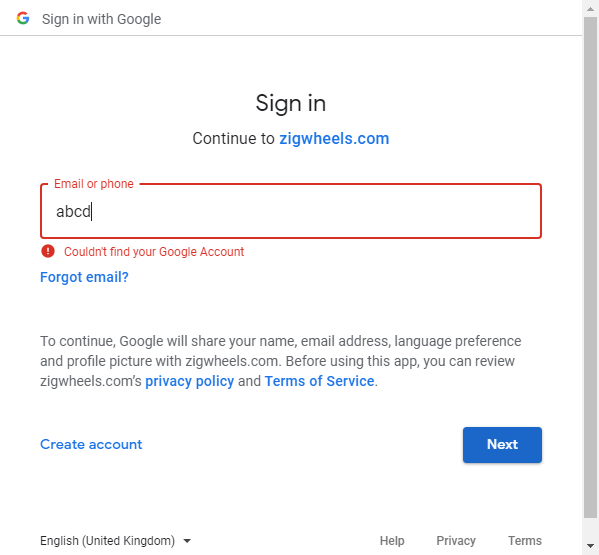 Sign in with Google
Sign in
Continue to zigwheels.com
Email or phone
abcd
Couldn't find your Google Account
Forgot email?
To continue, Google will share your name, email address, language preference
and profile picture with zigwheels.com. Before using this app, you can review
zigwheels.com's privacy policy and Terms of Service.
Create account Next
English (United Kingdom) Help Privacy Terms